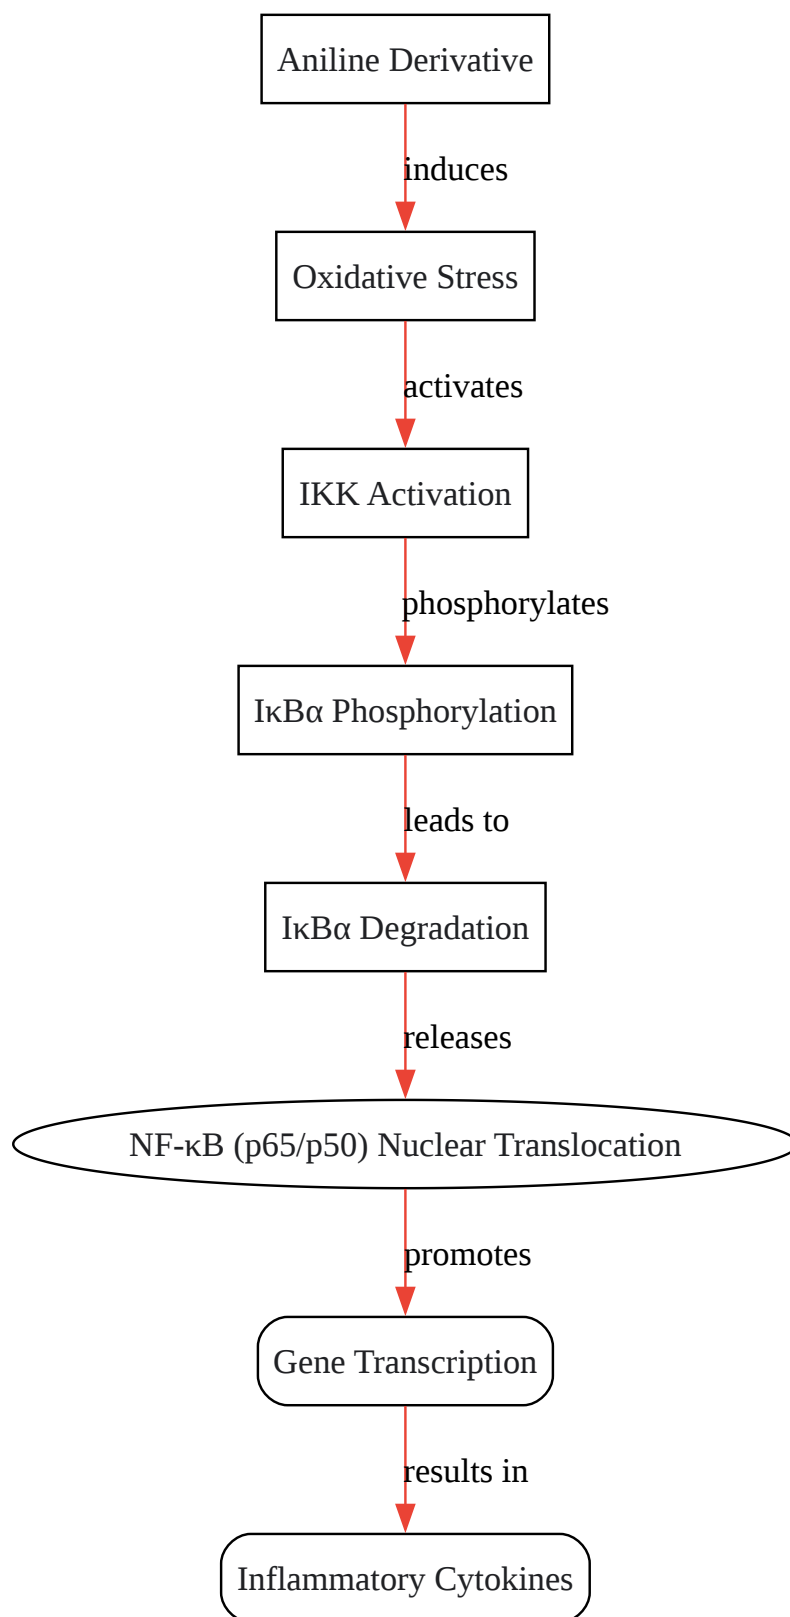 Aniline Derivative
induces
Oxidative Stress
activates
IKK Activation
phosphorylates
IκBα Phosphorylation
leads to
IκBα Degradation
releases
NF-κB (p65/p50) Nuclear Translocation
promotes
Gene Transcription
results in
Inflammatory Cytokines